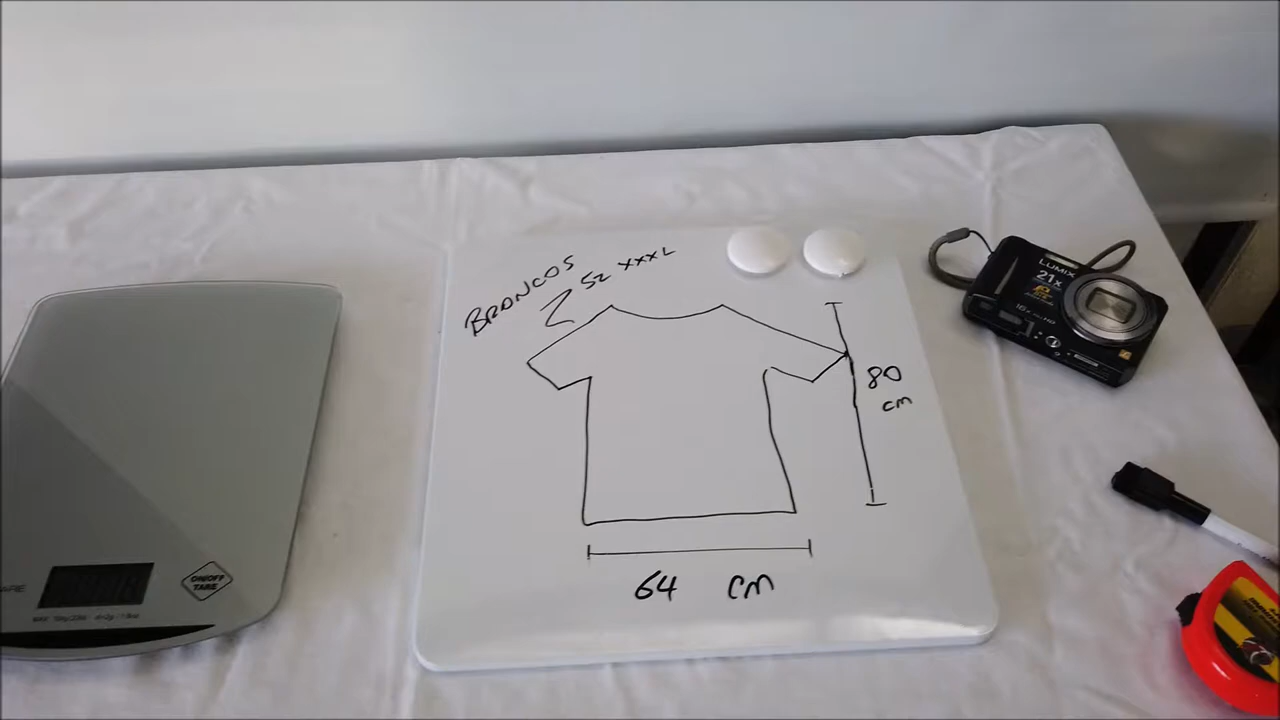 BRONCOS
Z SZ XXXL
80
cm
64 cm
LUMIX
21x
ON/OFF
TARE